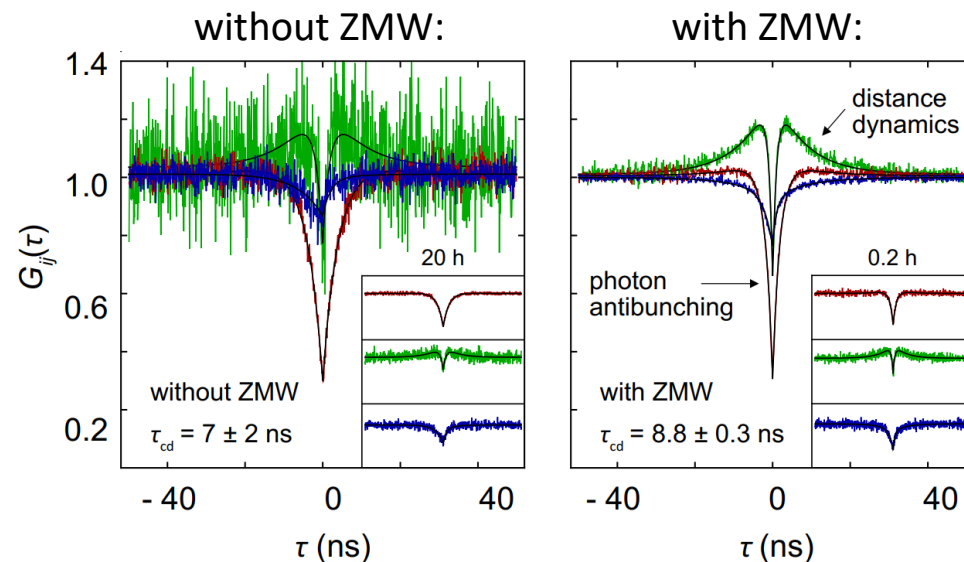 without ZMW:
with ZMW:
G_ij(τ)
1.4
1.0
0.6
0.2
20 h
without ZMW
τ_cd = 7 ± 2 ns
- 40
0
40
τ (ns)
distance
dynamics
photon
antibunching
0.2 h
with ZMW
τ_cd = 8.8 ± 0.3 ns
- 40
0
40
τ (ns)